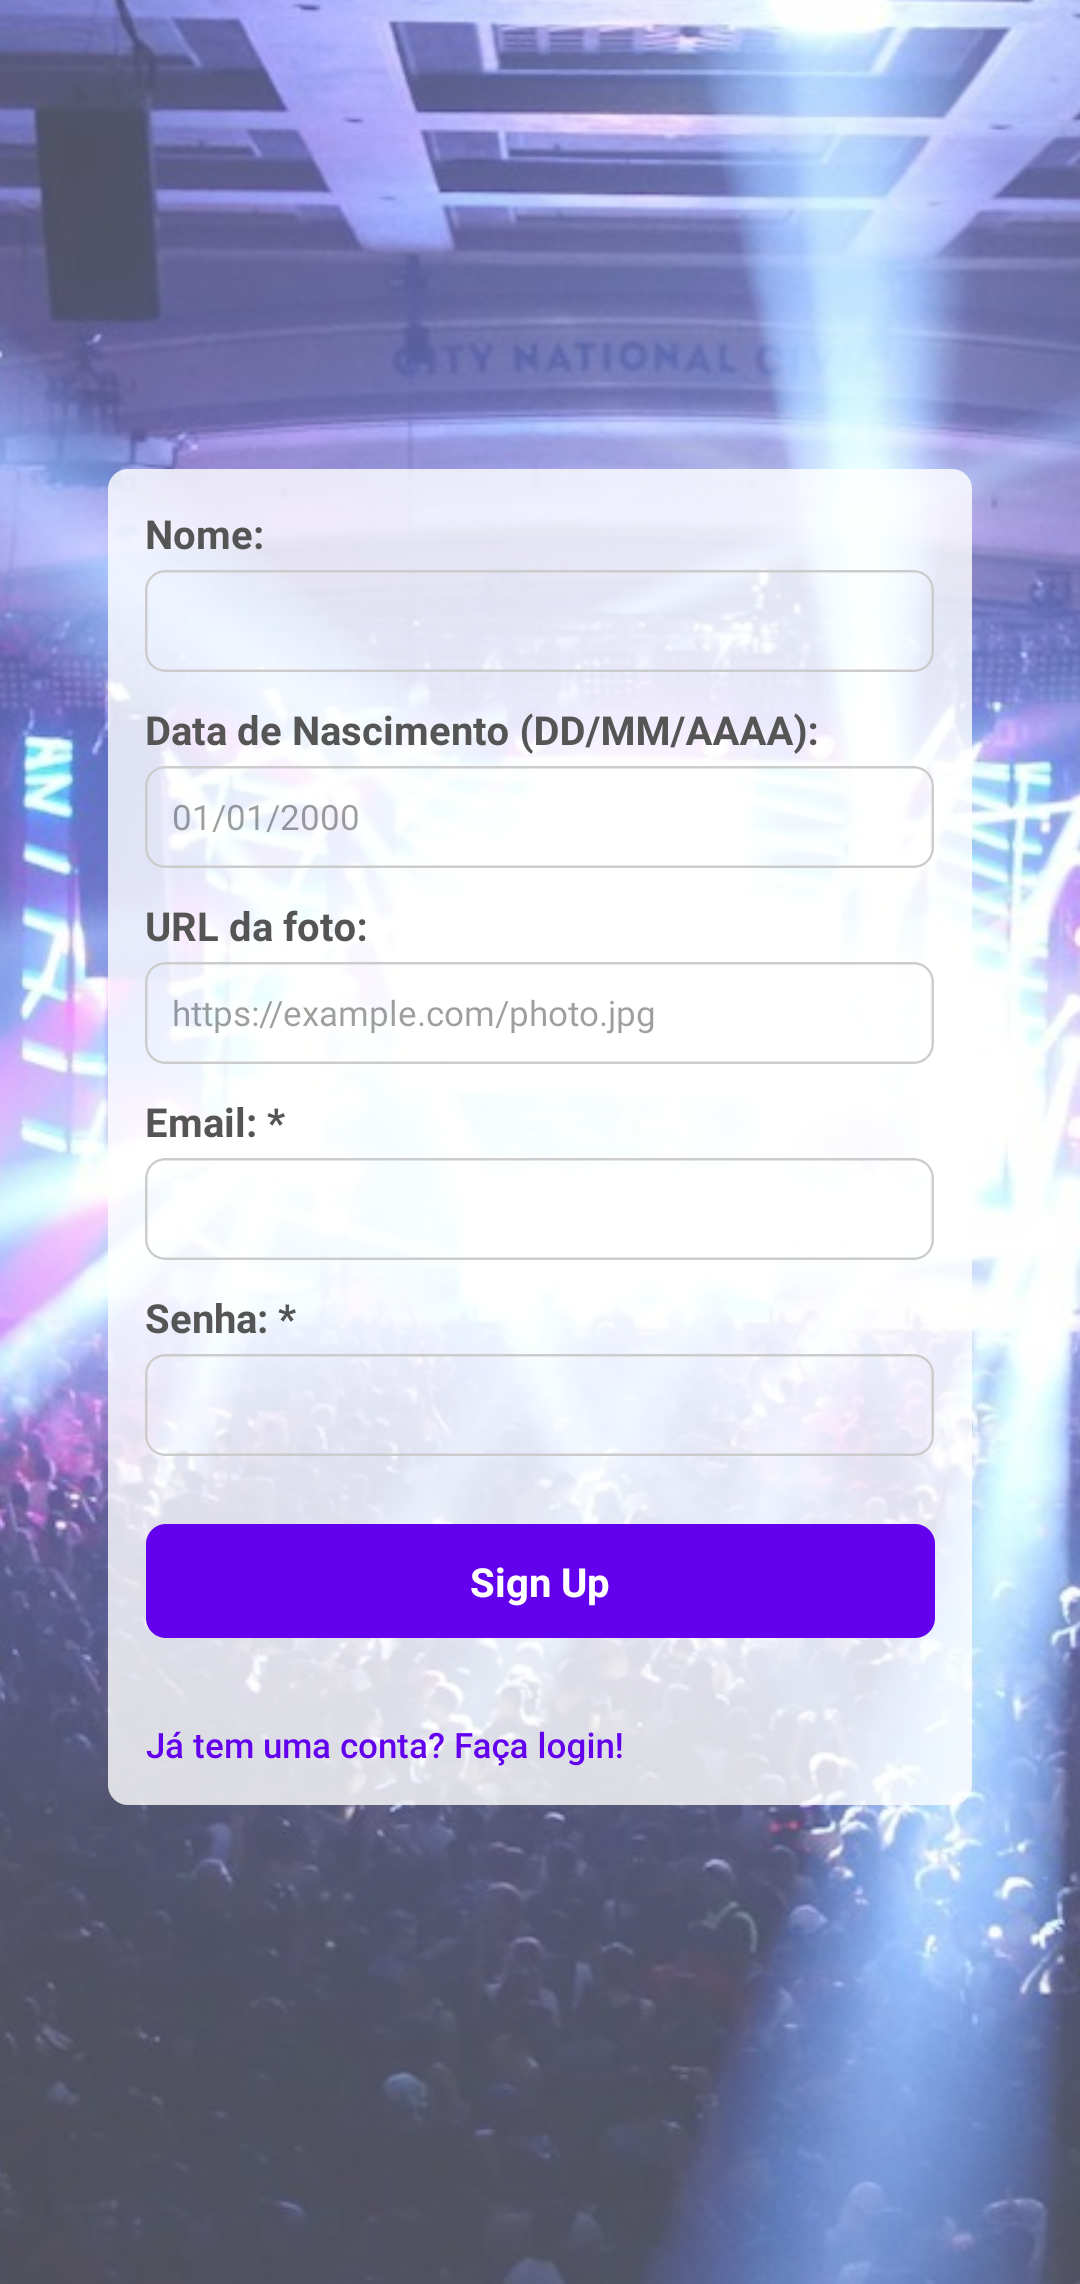 CITY NATIONAL
Nome:
Data de Nascimento (DD/MM/AAAA):
01/01/2000
URL da foto:
https://example.com/photo.jpg
Email: *
Senha: *
Sign Up
Já tem uma conta? Faça login!